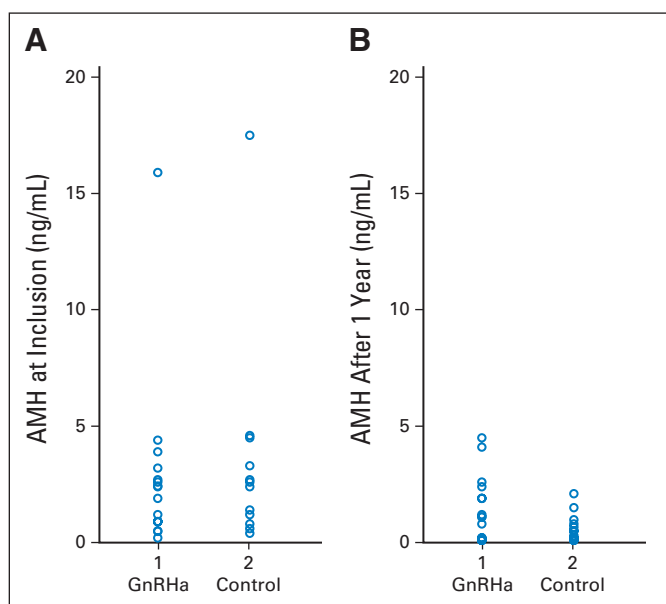 A
AMH at Inclusion (ng/mL)
20
15
10
5
0
1
GnRHa
2
Control
B
AMH After 1 Year (ng/mL)
20
15
10
5
0
1
GnRHa
2
Control